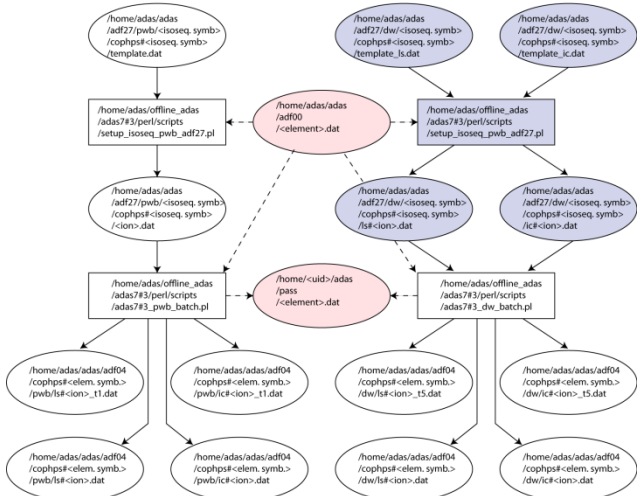 /home/adas/adas
/adf27/pwb/<isoseq. symb>
/cophps#<isoseq. symb>
/template.dat
/home/adas/adas
/adf27/dw/<isoseq. symb>
/cophps#<isoseq. symb>
/template_ls.dat
/home/adas/adas
/adf27/dw/<isoseq. symb>
/cophps#<isoseq. symb>
/template_ic.dat
/home/adas/offline_adas
/adas7#3/perl/scripts
/setup_isoseq_pwb_adf27.pl
/home/adas/adas
/adf00
/<element>.dat
/home/adas/offline_adas
/adas7#3/perl/scripts
/setup_isoseq_pwb_adf27.pl
/home/adas/adas
/adf27/pwb/<isoseq. symb>
/cophps#<isoseq. symb>
/<ion>.dat
/home/adas/adas
/adf27/dw/<isoseq. symb>
/cophps#<isoseq. symb>
/ls#<ion>.dat
/home/adas/adas
/adf27/dw/<isoseq. symb>
/cophps#<isoseq. symb>
/ic#<ion>.dat
/home/adas/offline_adas
/adas7#3/perl/scripts
/adas7#3_pwb_batch.pl
/home/<uid>/adas
/pass
/<element>.dat
/home/adas/offline_adas
/adas7#3/perl/scripts
/adas7#3_dw_batch.pl
/home/adas/adas/adf04
/cophps#<elem. symb.>
/pwb/ls#<ion>_t1.dat
/home/adas/adas/adf04
/cophps#<elem. symb.>
/pwb/ic#<ion>_t1.dat
/home/adas/adas/adf04
/cophps#<elem. symb.>
/dw/ls#<ion>_t5.dat
/home/adas/adas/adf04
/cophps#<elem. symb.>
/dw/ic#<ion>_t5.dat
/home/adas/adas/adf04
/cophps#<elem. symb.>
/pwb/ls#<ion>.dat
/home/adas/adas/adf04
/cophps#<elem. symb.>
/pwb/ic#<ion>.dat
/home/adas/adas/adf04
/cophps#<elem. symb.>
/dw/ls#<ion>.dat
/home/adas/adas/adf04
/cophps#<elem. symb.>
/dw/ic#<ion>.dat